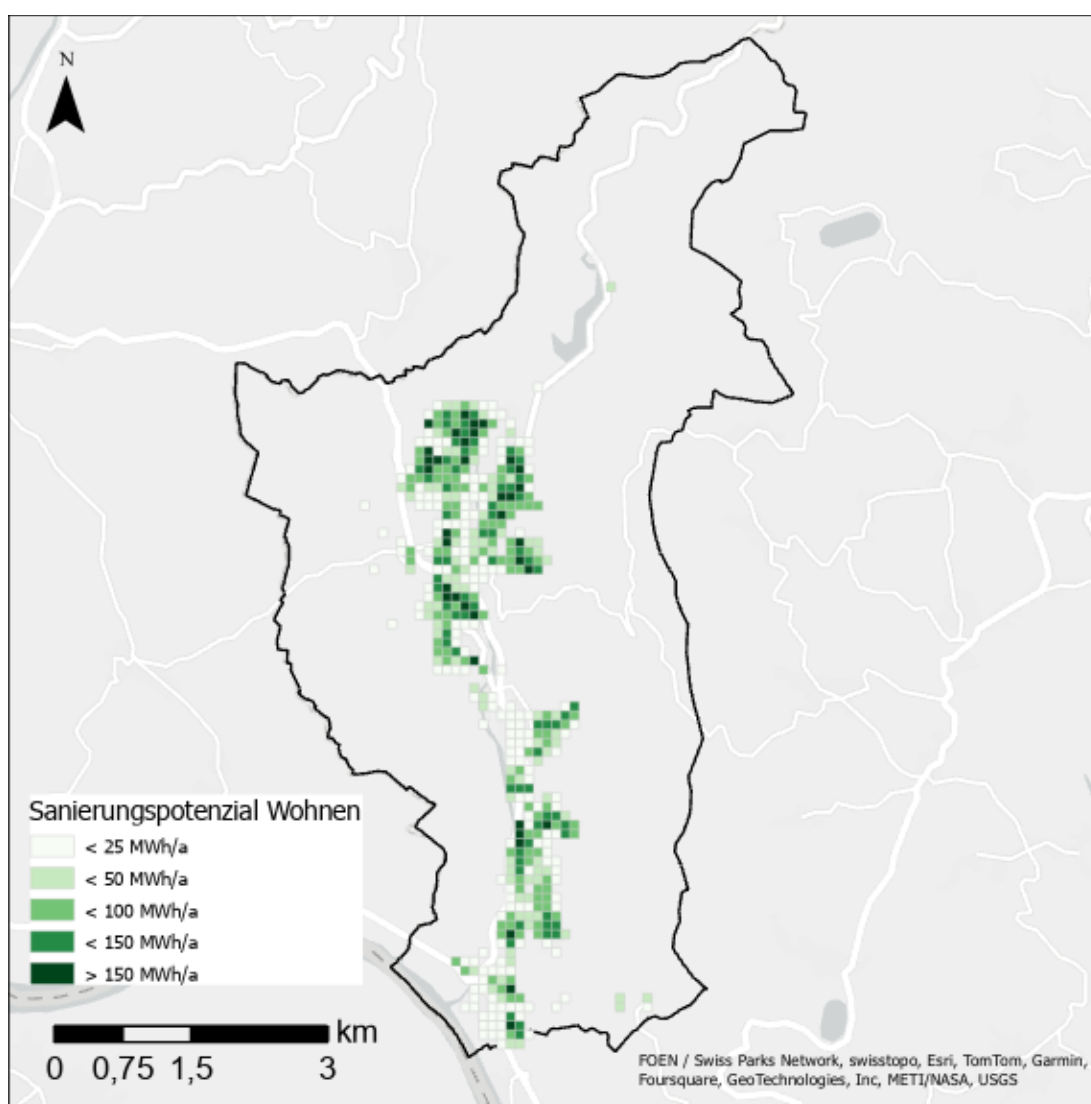 N
Sanierungspotenzial Wohnen
< 25 MWh/a
< 50 MWh/a
< 100 MWh/a
< 150 MWh/a
> 150 MWh/a
km
0 0,75 1,5 3
FOEN / Swiss Parks Network, swisstopo, Esri, TomTom, Garmin,
Foursquare, GeoTechnologies, Inc, METI/NASA, USGS